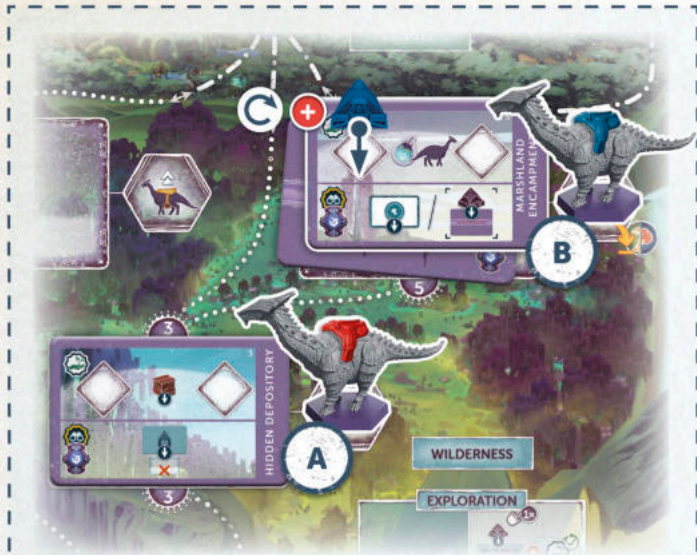 MARSHLAND
ENCAMPMENT
B
5
3
HIDDEN DEPOSITORY
A
3
WILDERNESS
EXPLORATION